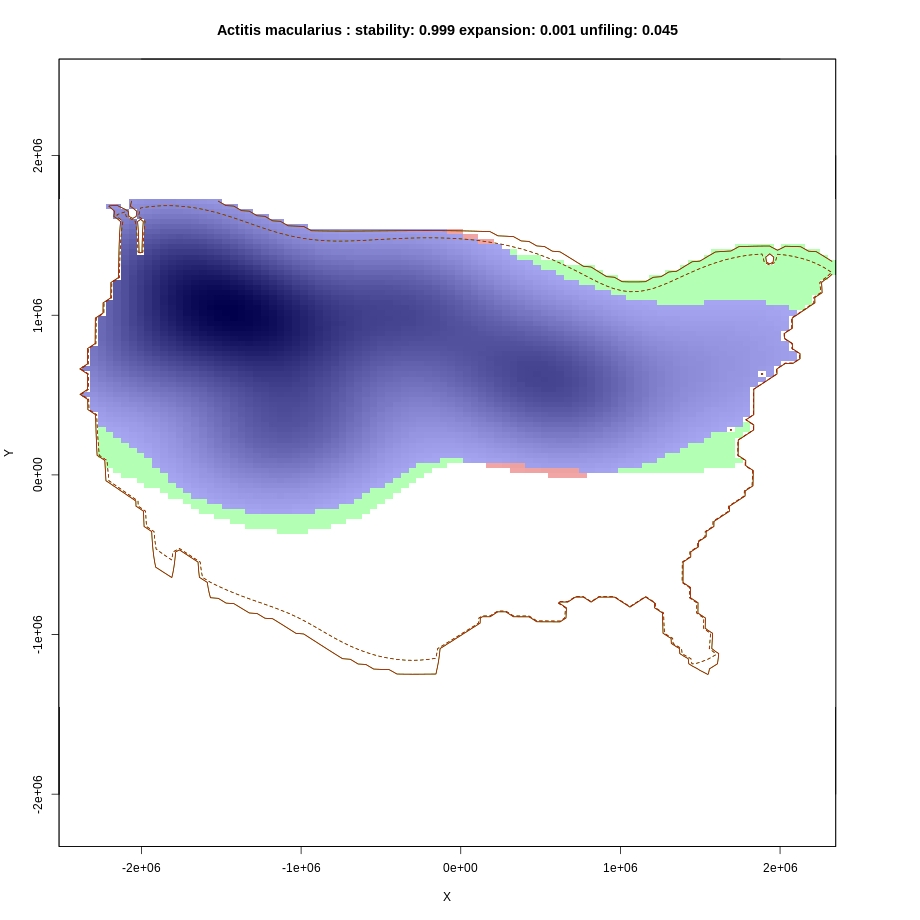 Actitis macularius : stability: 0.999 expansion: 0.001 unfiling: 0.045
2e+06
1e+06
0e+00
-1e+06
-2e+06
Y
-2e+06 -1e+06 0e+00 1e+06 2e+06
X